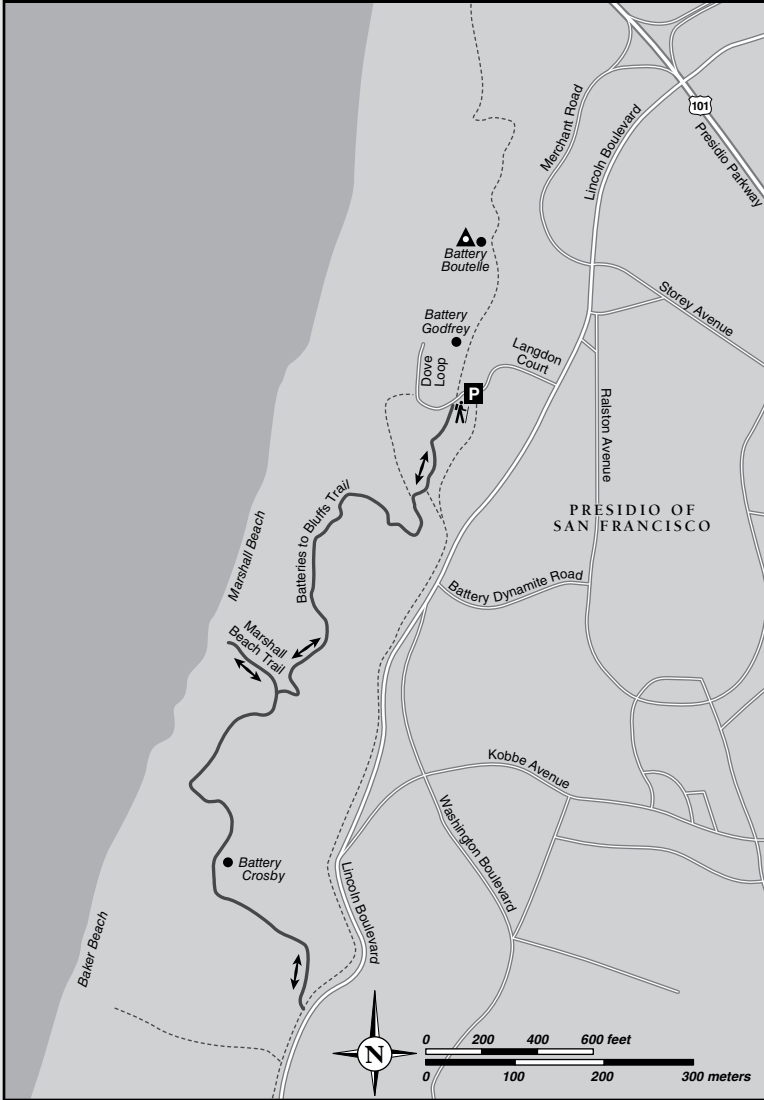 101
Presidio Parkway
Merchant Road
Lincoln Boulevard
Battery
Boutelle
Storey Avenue
Battery
Godfrey
Dove
Loop
Langdon
Court
P
Ralston Avenue
PRESIDIO OF
SAN FRANCISCO
Batteries to Bluffs Trail
Marshall Beach
Battery Dynamite Road
Marshall
Beach Trail
Kobbe Avenue
Washington Boulevard
Battery
Crosby
Lincoln Boulevard
Baker Beach
N
0 200 400 600 feet
0 100 200 300 meters